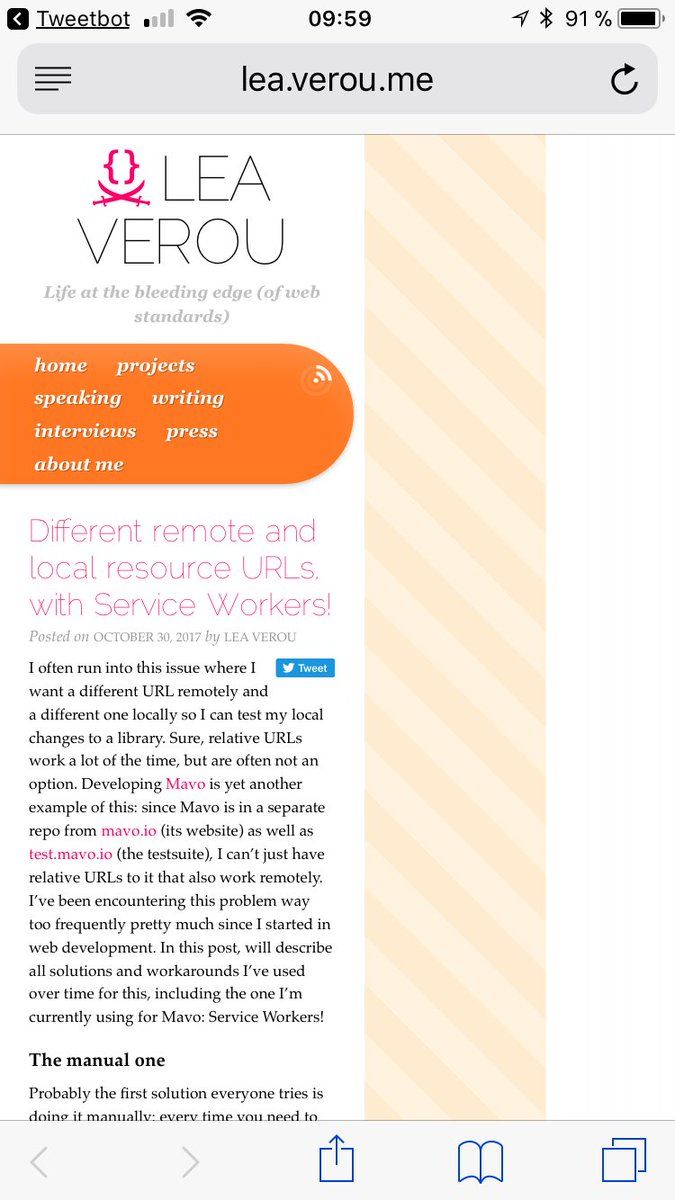 Tweetbot 09:59 91 %
lea.verou.me
{} LEA
VEROU
Life at the bleeding edge (of web
standards)
home projects
speaking writing
interviews press
about me
Different remote and
local resource URLs,
with Service Workers!
Posted on OCTOBER 30, 2017 by LEA VEROU
I often run into this issue where I
Tweet
want a different URL remotely and
a different one locally so I can test my local
changes to a library. Sure, relative URLs
work a lot of the time, but are often not an
option. Developing Mavo is yet another
example of this: since Mavo is in a separate
repo from mavo.io (its website) as well as
test.mavo.io (the testsuite), I can’t just have
relative URLs to it that also work remotely.
I’ve been encountering this problem way
too frequently pretty much since I started in
web development. In this post, will describe
all solutions and workarounds I’ve used
over time for this, including the one I’m
currently using for Mavo: Service Workers!
The manual one
Probably the first solution everyone tries is
doing it manually: every time you need to